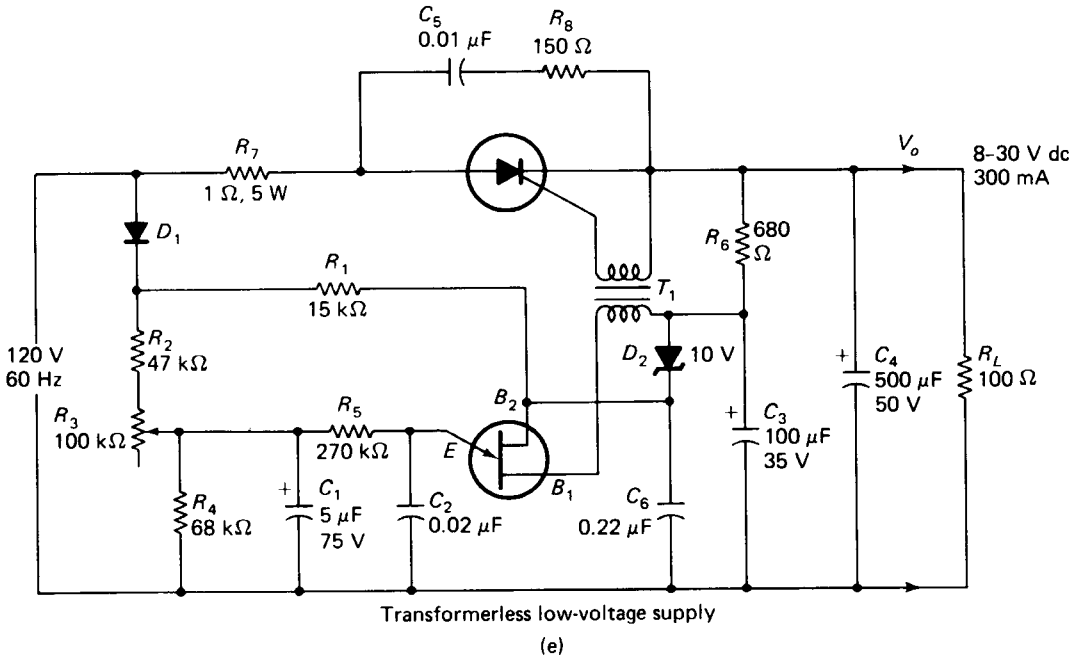 C5
0.01 μF
R8
150 Ω
R7
1 Ω, 5 W
Vo
8–30 V dc
300 mA
D1
R6
680
Ω
R1
15 kΩ
T1
R2
47 kΩ
120 V
60 Hz
D2
10 V
C4
500 μF
50 V
RL
100 Ω
R3
100 kΩ
R5
270 kΩ
B2
E
B1
C3
100 μF
35 V
R4
68 kΩ
C1
5 μF
75 V
C2
0.02 μF
C6
0.22 μF
+
+
+
Transformerless low-voltage supply
(e)